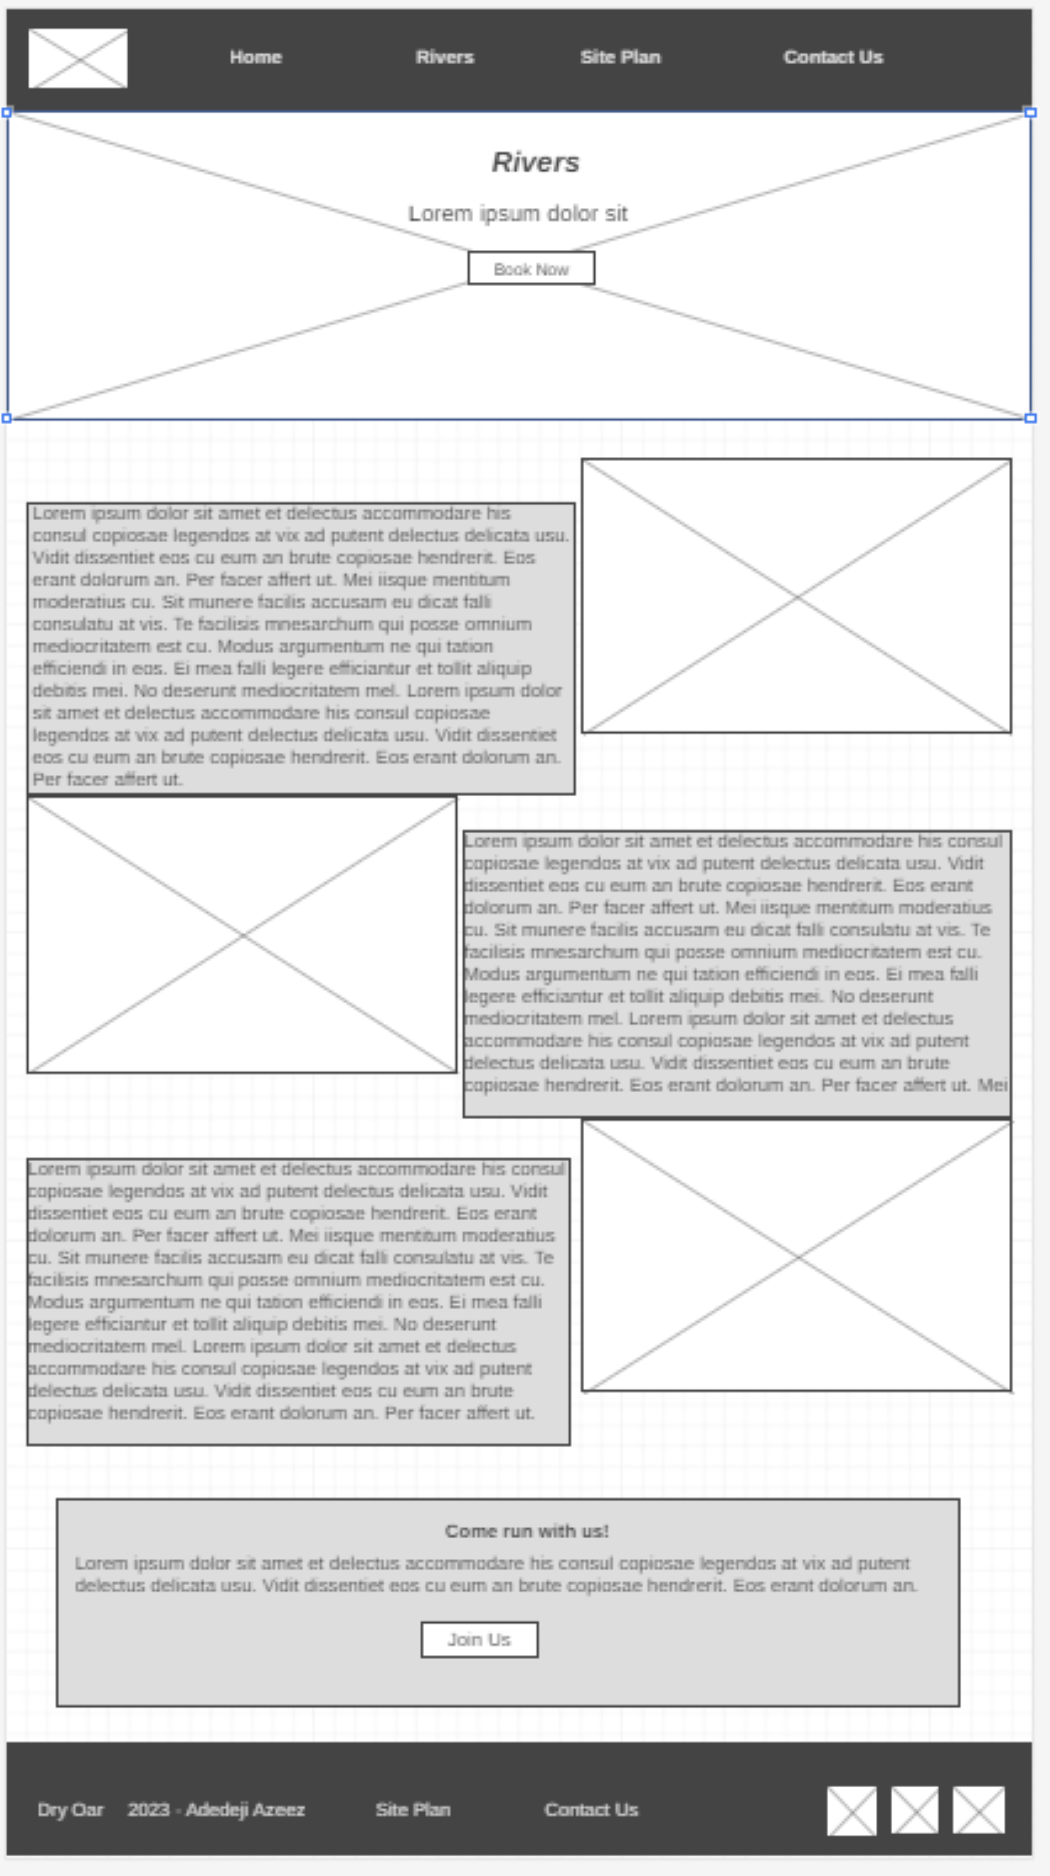 Home Rivers Site Plan Contact Us
Rivers
Lorem ipsum dolor sit
Book Now
Lorem ipsum dolor sit amet et delectus accommodare his
consul copiosae legendos at vix ad putent delectus delicata usu.
Vidit dissentiet eos cu eum an brute copiosae hendrerit. Eos
erant dolorum an. Per facer affert ut. Mei iisque mentitum
moderatius cu. Sit munere facilis accusam eu dicat falli
consulatu at vis. Te facilisis mnesarchum qui posse omnium
mediocritatem est cu. Modus argumentum ne qui tation
efficiendi in eos. Ei mea falli legere efficiantur et tollit aliquip
debitis mei. No deserunt mediocritatem mel. Lorem ipsum dolor
sit amet et delectus accommodare his consul copiosae
legendos at vix ad putent delectus delicata usu. Vidit dissentiet
eos cu eum an brute copiosae hendrerit. Eos erant dolorum an.
Per facer affert ut.
Lorem ipsum dolor sit amet et delectus accommodare his consul
copiosae legendos at vix ad putent delectus delicata usu. Vidit
dissentiet eos cu eum an brute copiosae hendrerit. Eos erant
dolorum an. Per facer affert ut. Mei iisque mentitum moderatius
cu. Sit munere facilis accusam eu dicat falli consulatu at vis. Te
facilisis mnesarchum qui posse omnium mediocritatem est cu.
Modus argumentum ne qui tation efficiendi in eos. Ei mea falli
legere efficiantur et tollit aliquip debitis mei. No deserunt
mediocritatem mel. Lorem ipsum dolor sit amet et delectus
accommodare his consul copiosae legendos at vix ad putent
delectus delicata usu. Vidit dissentiet eos cu eum an brute
copiosae hendrerit. Eos erant dolorum an. Per facer affert ut. Mei
Lorem ipsum dolor sit amet et delectus accommodare his consul
copiosae legendos at vix ad putent delectus delicata usu. Vidit
dissentiet eos cu eum an brute copiosae hendrerit. Eos erant
dolorum an. Per facer affert ut. Mei iisque mentitum moderatius
cu. Sit munere facilis accusam eu dicat falli consulatu at vis. Te
facilisis mnesarchum qui posse omnium mediocritatem est cu.
Modus argumentum ne qui tation efficiendi in eos. Ei mea falli
legere efficiantur et tollit aliquip debitis mei. No deserunt
mediocritatem mel. Lorem ipsum dolor sit amet et delectus
accommodare his consul copiosae legendos at vix ad putent
delectus delicata usu. Vidit dissentiet eos cu eum an brute
copiosae hendrerit. Eos erant dolorum an. Per facer affert ut.
Come run with us!
Lorem ipsum dolor sit amet et delectus accommodare his consul copiosae legendos at vix ad putent
delectus delicata usu. Vidit dissentiet eos cu eum an brute copiosae hendrerit. Eos erant dolorum an.
Join Us
Dry Oar 2023 - Adedeji Azeez Site Plan Contact Us